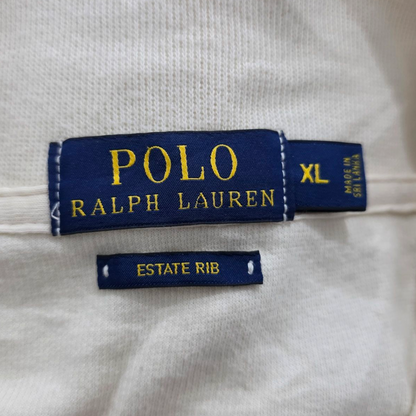 POLO
RALPH LAUREN
XL
MADE IN
SRI LANKA
ESTATE RIB